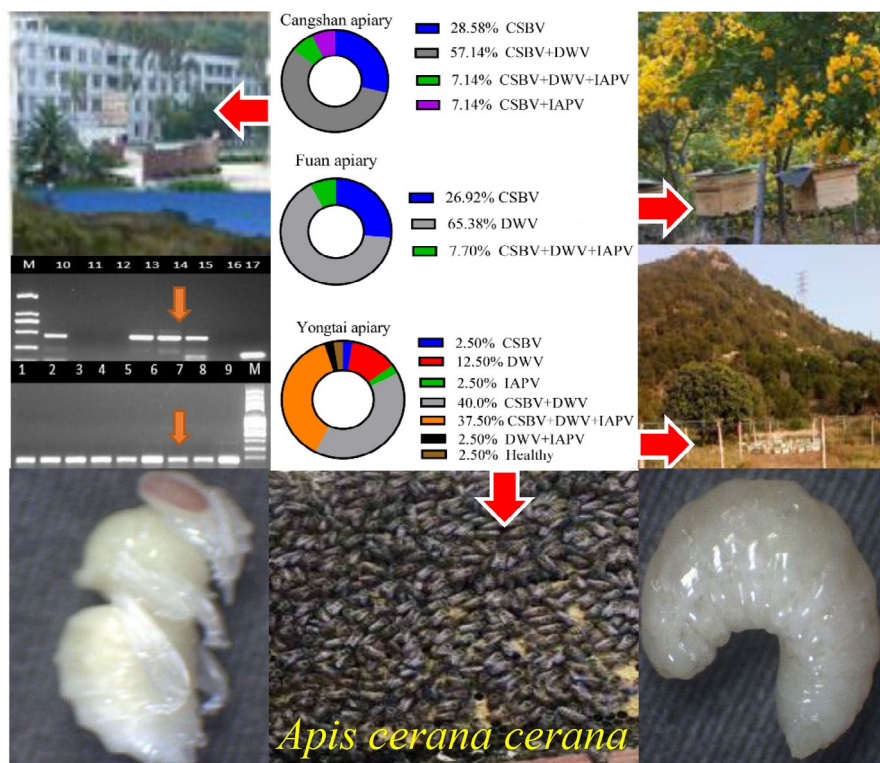 Cangshan apiary
28.58% CSBV
57.14% CSBV+DWV
7.14% CSBV+DWV+IAPV
7.14% CSBV+IAPV
Fuan apiary
26.92% CSBV
65.38% DWV
7.70% CSBV+DWV+IAPV
Yongtai apiary
2.50% CSBV
12.50% DWV
2.50% IAPV
40.0% CSBV+DWV
37.50% CSBV+DWV+IAPV
2.50% DWV+IAPV
2.50% Healthy
M 10 11 12 13 14 15 16 17
1 2 3 4 5 6 7 8 9 M
Apis cerana cerana